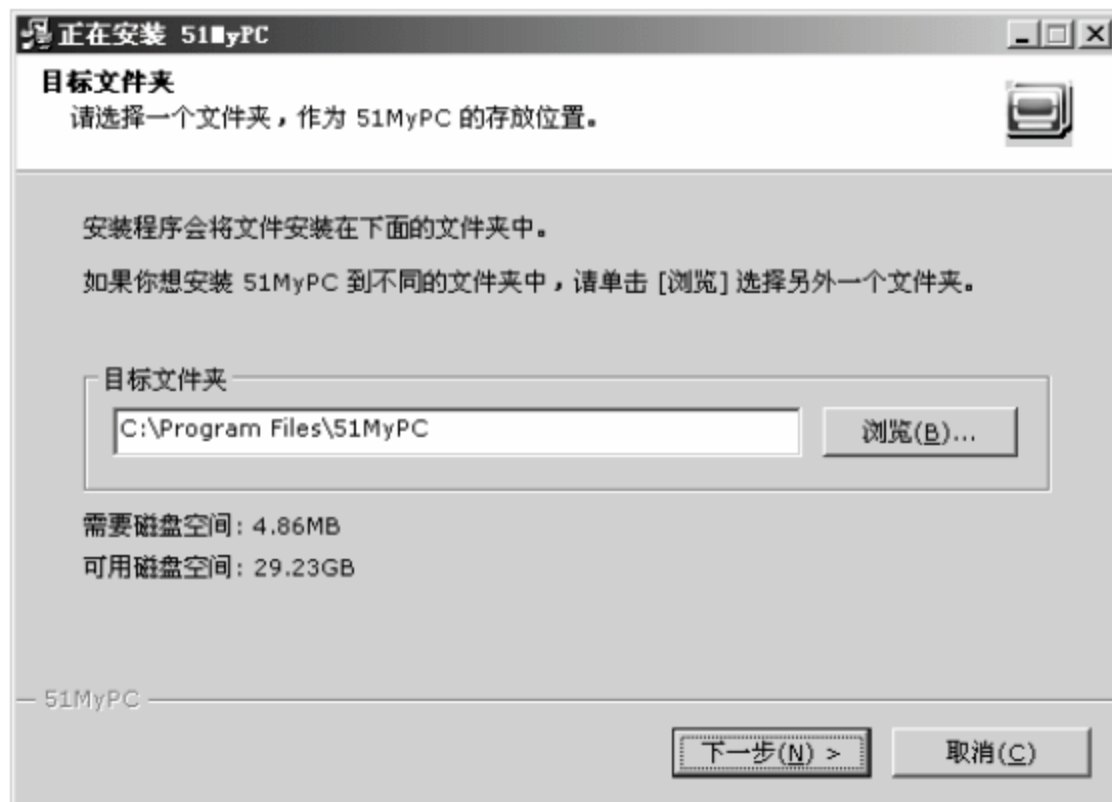 正在安装 51MyPC
目标文件夹
请选择一个文件夹，作为 51MyPC 的存放位置。
安装程序会将文件安装在下面的文件夹中。
如果你想安装 51MyPC 到不同的文件夹中，请单击 [浏览] 选择另外一个文件夹。
目标文件夹
C:\Program Files\51MyPC
浏览(B)...
需要磁盘空间: 4.86MB
可用磁盘空间: 29.23GB
51MyPC
下一步(N) >
取消(C)